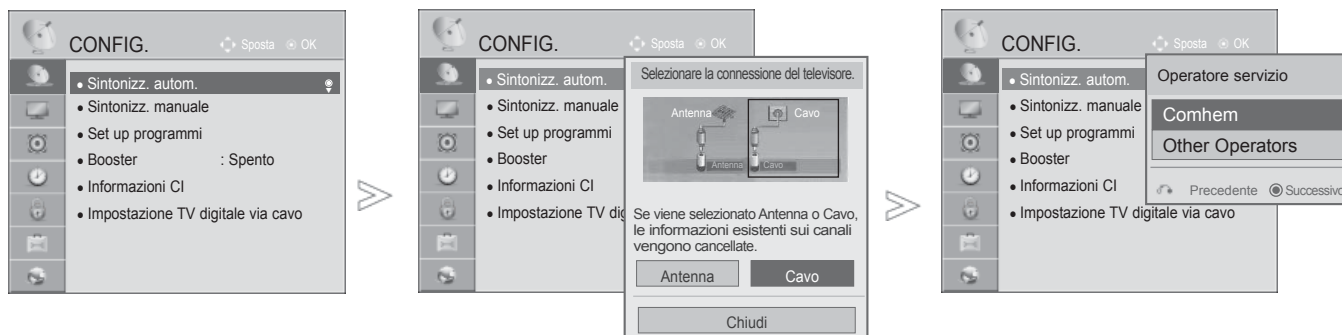 CONFIG.
Sposta OK
• Sintonizz. autom.
• Sintonizz. manuale
• Set up programmi
• Booster : Spento
• Informazioni CI
• Impostazione TV digitale via cavo
CONFIG.
Sposta OK
• Sintonizz. autom.
• Sintonizz. manuale
• Set up programmi
• Booster
• Informazioni CI
• Impostazione TV dig
Selezionare la connessione del televisore.
Antenna Cavo
Antenna Cavo
Se viene selezionato Antenna o Cavo,
le informazioni esistenti sui canali
vengono cancellate.
Antenna Cavo
Chiudi
CONFIG.
Sposta OK
• Sintonizz. autom.
• Sintonizz. manuale
• Set up programmi
• Booster
• Informazioni CI
• Impostazione TV digitale via cavo
Operatore servizio
Comhem
Other Operators
Precedente Successivo